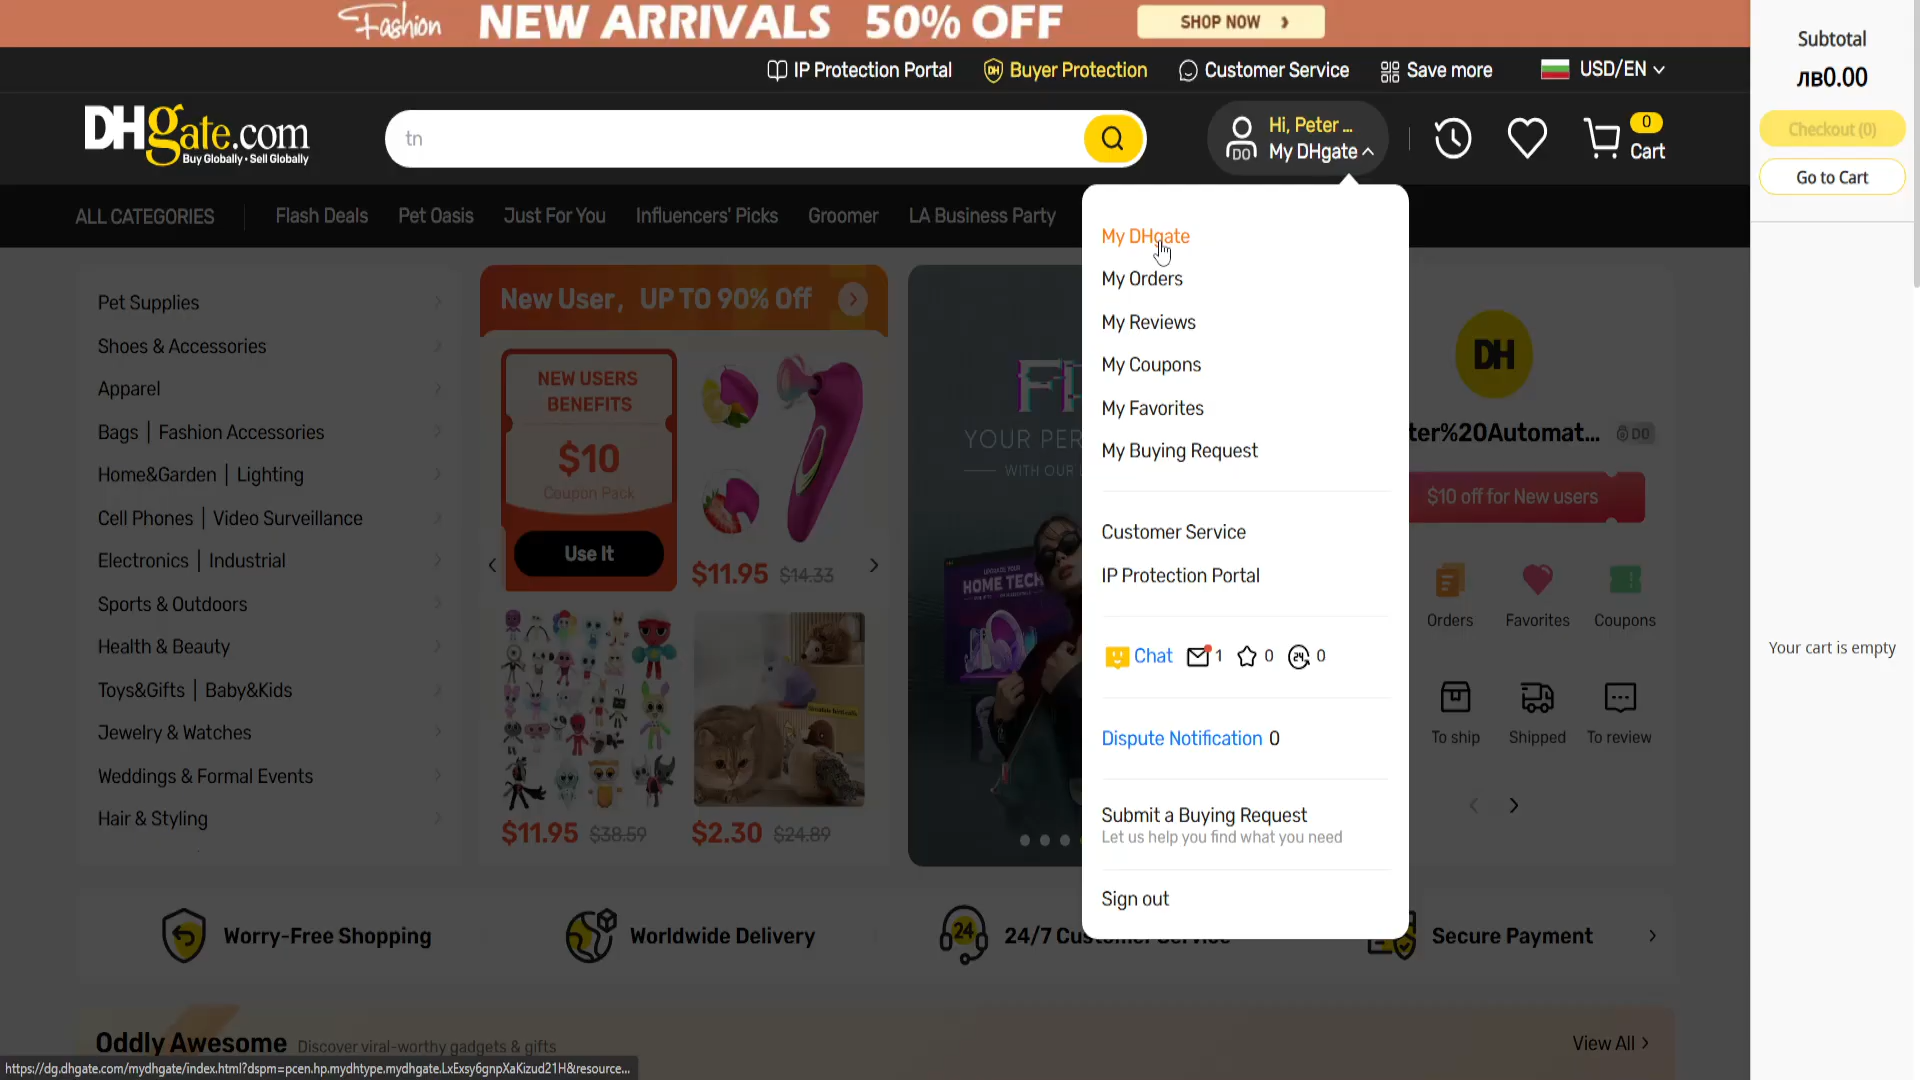 Fashion NEW ARRIVALS 50% OFF SHOP NOW
IP Protection Portal Buyer Protection Customer Service Save more USD/EN
DHgate.com
Buy Globally • Sell Globally
tn
Hi, Peter ...
My DHgate
DO
0
Cart
ALL CATEGORIES Flash Deals Pet Oasis Just For You Influencers' Picks Groomer LA Business Party
My DHgate
My Orders
My Reviews
My Coupons
My Favorites
My Buying Request
Customer Service
IP Protection Portal
Chat 1 0 24 0
Dispute Notification 0
Submit a Buying Request
Let us help you find what you need
Sign out
Pet Supplies
Shoes & Accessories
Apparel
Bags | Fashion Accessories
Home&Garden | Lighting
Cell Phones | Video Surveillance
Electronics | Industrial
Sports & Outdoors
Health & Beauty
Toys&Gifts | Baby&Kids
Jewelry & Watches
Weddings & Formal Events
Hair & Styling
New User, UP TO 90% Off
NEW USERS
BENEFITS
$10
Coupon Pack
Use It
$11.95 $14.33
$11.95 $38.59
$2.30 $24.89
YOUR PER
WITH OUR
HOME TECH
DH
ter%20Automat... D0
$10 off for New users
Orders Favorites Coupons
To ship Shipped To review
Worry-Free Shopping
Worldwide Delivery
24
24/7 Customer Service
Secure Payment
Oddly Awesome Discover viral-worthy gadgets & gifts
View All
https://dg.dhgate.com/mydhgate/index.html?dspm=pcen.hp.mydhtype.mydhgate.LxExsy6gnpXaKizud21H&resource...
Subtotal
лв0.00
Checkout (0)
Go to Cart
Your cart is empty